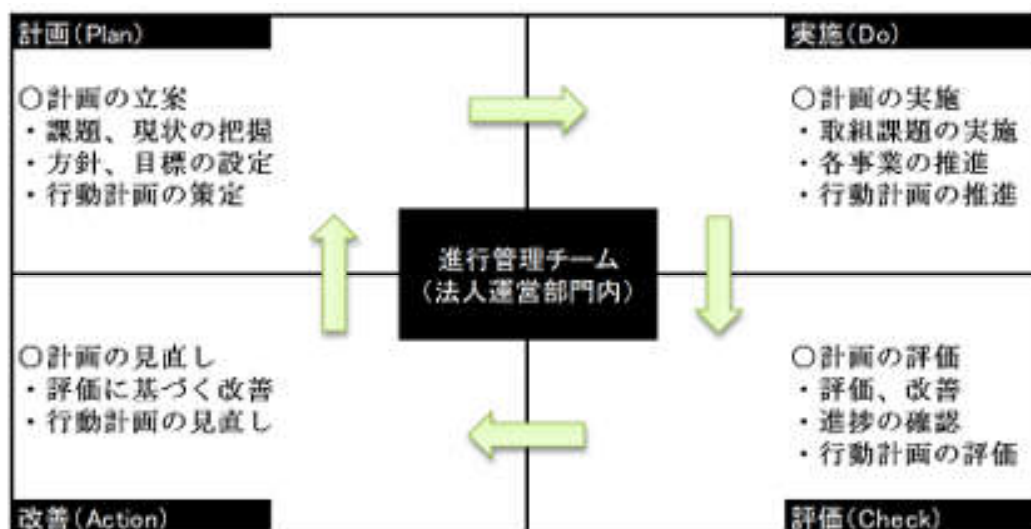 計画(Plan)
〇計画の立案
・課題、現状の把握
・方針、目標の設定
・行動計画の策定
実施(Do)
〇計画の実施
・取組課題の実施
・各事業の推進
・行動計画の推進
進行管理チーム
(法人運営部門内)
〇計画の見直し
・評価に基づく改善
・行動計画の見直し
改善(Action)
〇計画の評価
・評価、改善
・進捗の確認
・行動計画の評価
評価(Check)